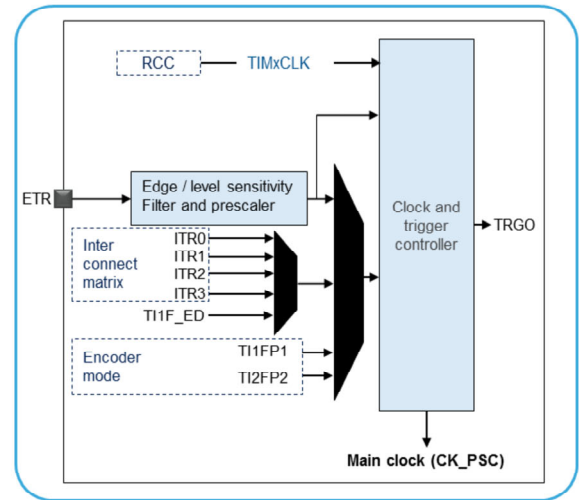 RCC
TIMxCLK
ETR
Edge / level sensitivity
Filter and prescaler
Clock and
trigger
controller
TRGO
Inter
connect
matrix
ITR0
ITR1
ITR2
ITR3
TI1F_ED
Encoder
mode
TI1FP1
TI2FP2
Main clock (CK_PSC)